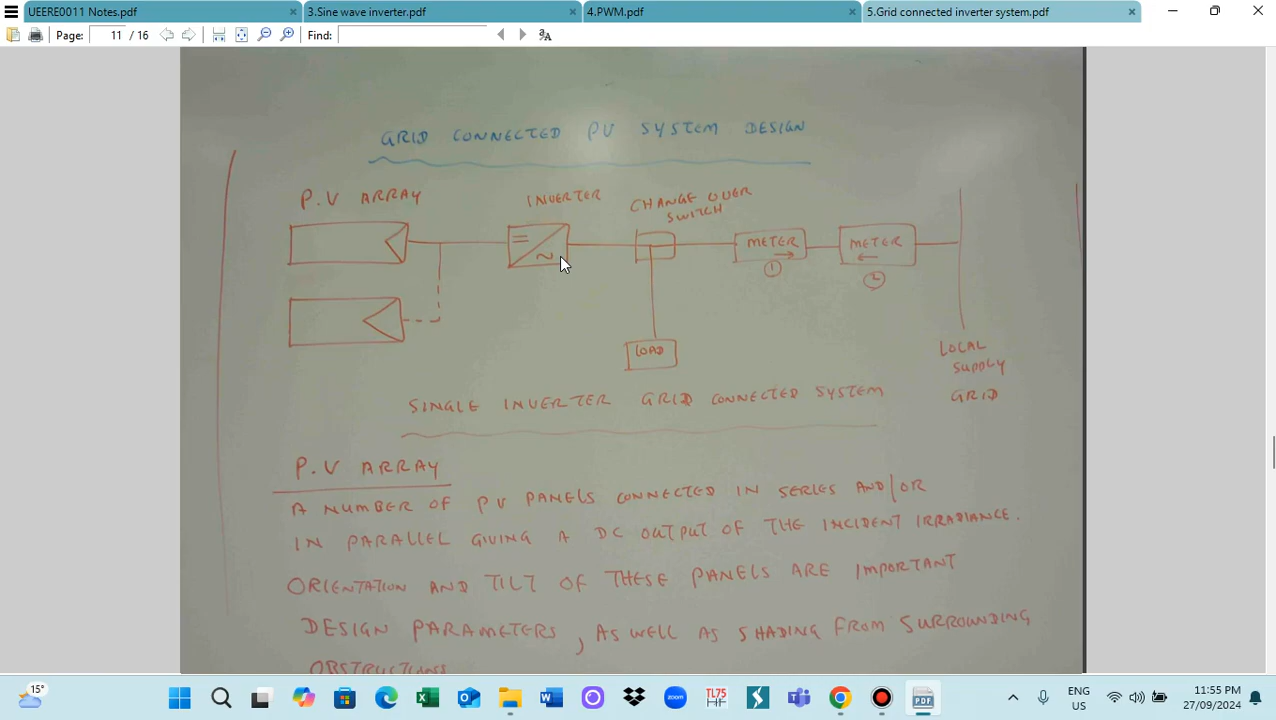 UEERE0011 Notes.pdf
3.Sine wave inverter.pdf
4.PWM.pdf
5.Grid connected inverter system.pdf
Page: 11 / 16
Find:
GRID CONNECTED PV SYSTEM DESIGN
P.V ARRAY
INVERTER
CHANGE OVER
SWITCH
METER
1
METER
2
LOAD
LOCAL
SUPPLY
GRID
SINGLE INVERTER GRID CONNECTED SYSTEM
P.V ARRAY
A NUMBER OF PV PANELS CONNECTED IN SERIES AND/OR
IN PARALLEL GIVING A DC OUTPUT OF THE INCIDENT IRRADIANCE.
ORIENTATION AND TILT OF THESE PANELS ARE IMPORTANT
DESIGN PARAMETERS, AS WELL AS SHADING FROM SURROUNDING
OBSTRUCTIONS
15°
TL75
HF
ENG
US
11:55 PM
27/09/2024